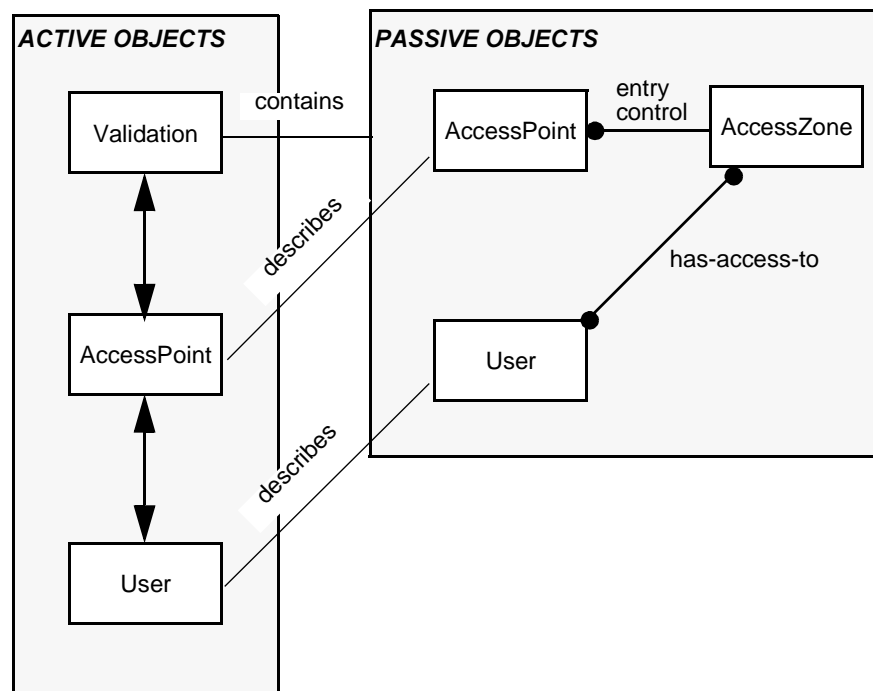 ACTIVE OBJECTS
PASSIVE OBJECTS
contains
entry
control
Validation
AccessPoint
AccessZone
describes
has-access-to
AccessPoint
User
describes
User